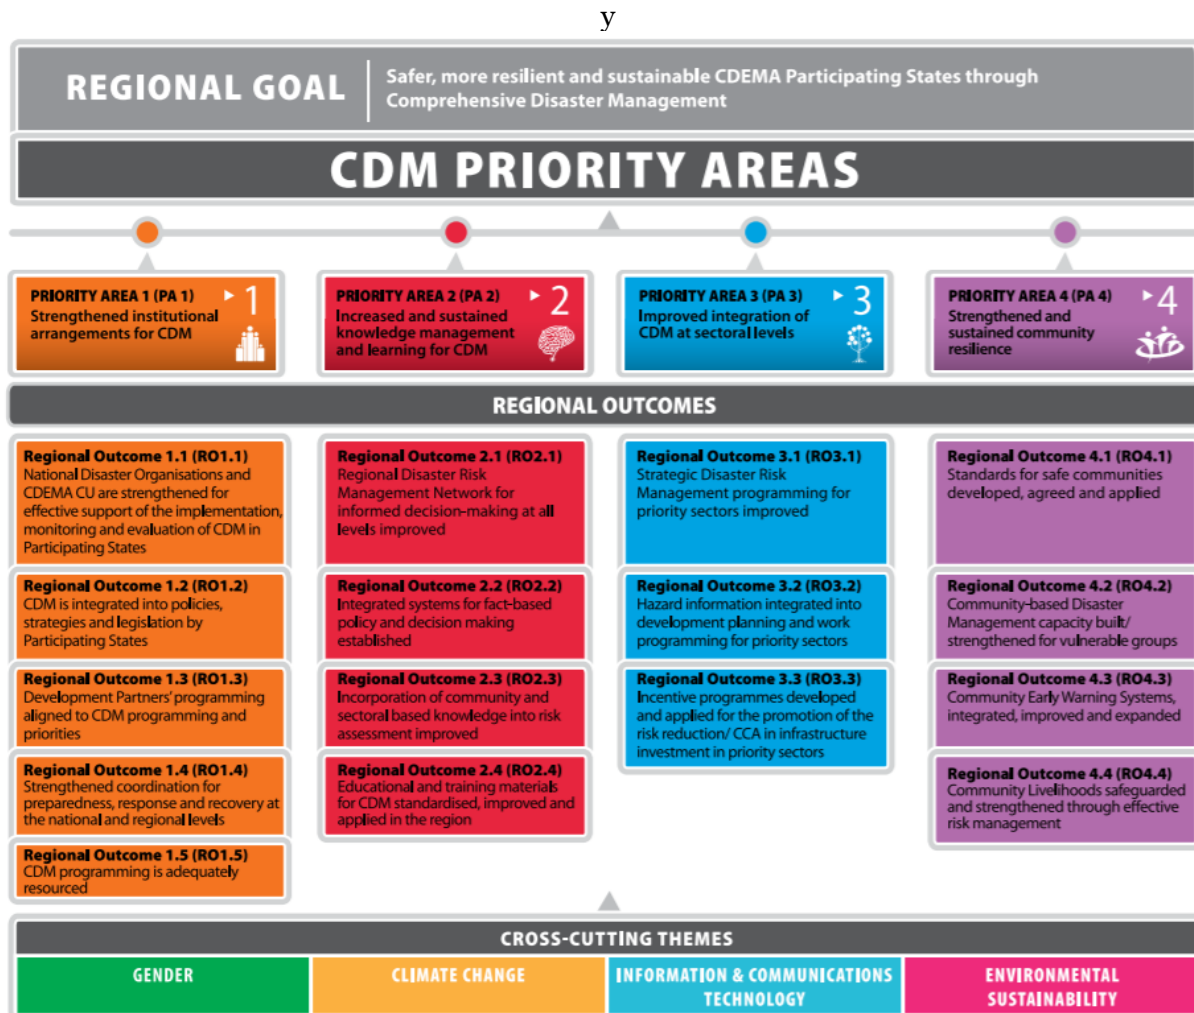 y
REGIONAL GOAL
Safer, more resilient and sustainable CDEMA Participating States through
Comprehensive Disaster Management
CDM PRIORITY AREAS
PRIORITY AREA 1 (PA 1)
Strengthened institutional
arrangements for CDM
1
PRIORITY AREA 2 (PA 2)
Increased and sustained
knowledge management
and learning for CDM
2
PRIORITY AREA 3 (PA 3)
Improved integration of
CDM at sectoral levels
3
PRIORITY AREA 4 (PA 4)
Strengthened and
sustained community
resilience
4
REGIONAL OUTCOMES
Regional Outcome 1.1 (RO1.1)
National Disaster Organisations and
CDEMA CU are strengthened for
effective support of the implementation,
monitoring and evaluation of CDM in
Participating States
Regional Outcome 1.2 (RO1.2)
CDM is integrated into policies,
strategies and legislation by
Participating States
Regional Outcome 1.3 (RO1.3)
Development Partners' programming
aligned to CDM programming and
priorities
Regional Outcome 1.4 (RO1.4)
Strengthened coordination for
preparedness, response and recovery at
the national and regional levels
Regional Outcome 1.5 (RO1.5)
CDM programming is adequately
resourced
Regional Outcome 2.1 (RO2.1)
Regional Disaster Risk
Management Network for
informed decision-making at all
levels improved
Regional Outcome 2.2 (RO2.2)
Integrated systems for fact-based
policy and decision making
established
Regional Outcome 2.3 (RO2.3)
Incorporation of community and
sectoral based knowledge into risk
assessment improved
Regional Outcome 2.4 (RO2.4)
Educational and training materials
for CDM standardised, improved and
applied in the region
Regional Outcome 3.1 (RO3.1)
Strategic Disaster Risk
Management programming for
priority sectors improved
Regional Outcome 3.2 (RO3.2)
Hazard information integrated into
development planning and work
programming for priority sectors
Regional Outcome 3.3 (RO3.3)
Incentive programmes developed
and applied for the promotion of the
risk reduction/ CCA in infrastructure
investment in priority sectors
Regional Outcome 4.1 (RO4.1)
Standards for safe communities
developed, agreed and applied
Regional Outcome 4.2 (RO4.2)
Community-based Disaster
Management capacity built/
strengthened for vulnerable groups
Regional Outcome 4.3 (RO4.3)
Community Early Warning Systems,
integrated, improved and expanded
Regional Outcome 4.4 (RO4.4)
Community Livelihoods safeguarded
and strengthened through effective
risk management
CROSS-CUTTING THEMES
GENDER
CLIMATE CHANGE
INFORMATION & COMMUNICATIONS
TECHNOLOGY
ENVIRONMENTAL
SUSTAINABILITY